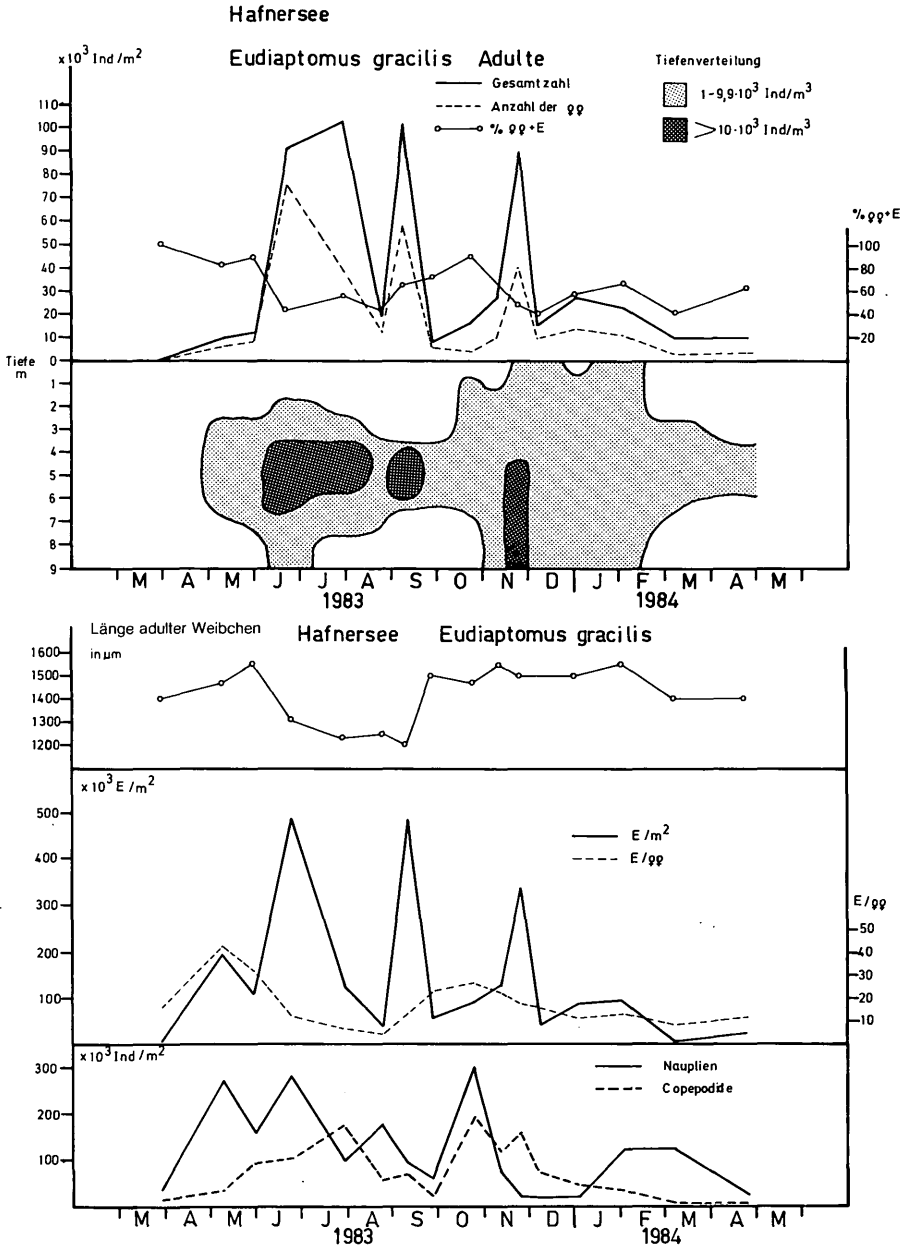 Hafnersee
Eudiaptomus gracilis Adulte
x10³ Ind/m²
Gesamtzahl
Anzahl der ♀♀
% ♀♀+E
Tiefenverteilung
1-9,9·10³ Ind/m³
>10·10³ Ind/m³
110
100
90
80
70
60
50
40
30
20
10
0
% ♀♀+E
100
80
60
40
20
Tiefe
m
1
2
3
4
5
6
7
8
9
M A M J J A S O N D J F M A M
1983 1984
Länge adulter Weibchen
in µm
Hafnersee Eudiaptomus gracilis
1600
1500
1400
1300
1200
x10³ E/m²
500
400
300
200
100
E/m²
E/♀♀
E/♀♀
50
40
30
20
10
x10³ Ind/m²
300
200
100
Nauplien
Copepodide
M A M J J A S O N D J F M A M
1983 1984